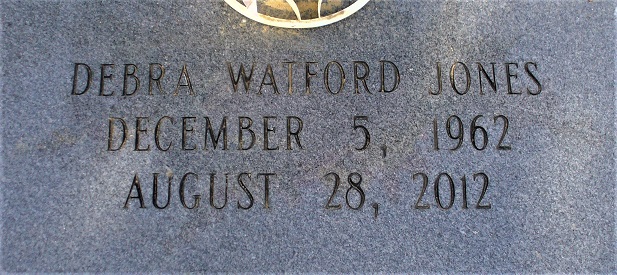 DEBRA WATFORD JONES
DECEMBER 5, 1962
AUGUST 28, 2012